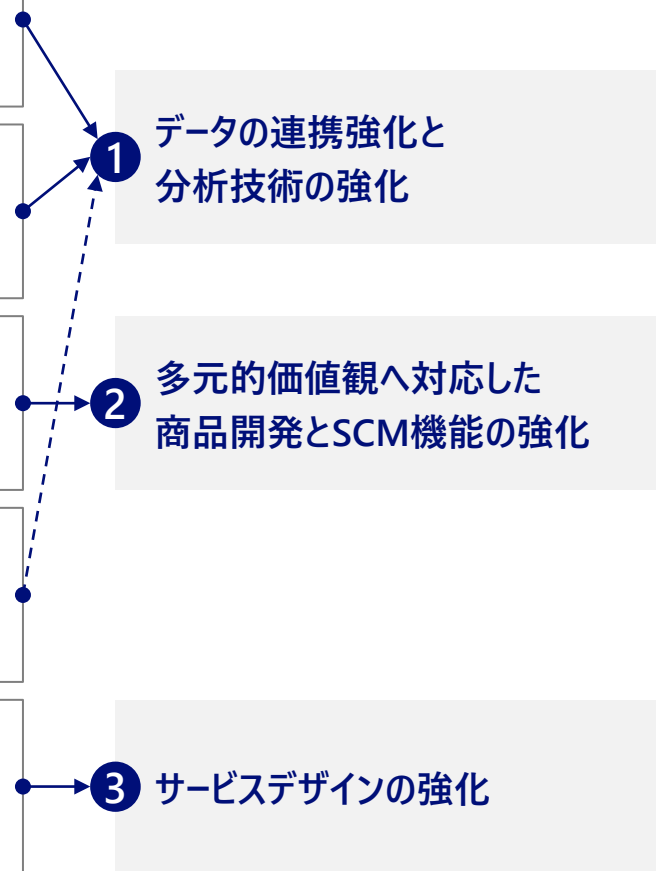 1
データの連携強化と
分析技術の強化
2
多元的価値観へ対応した
商品開発とSCM機能の強化
3
サービスデザインの強化